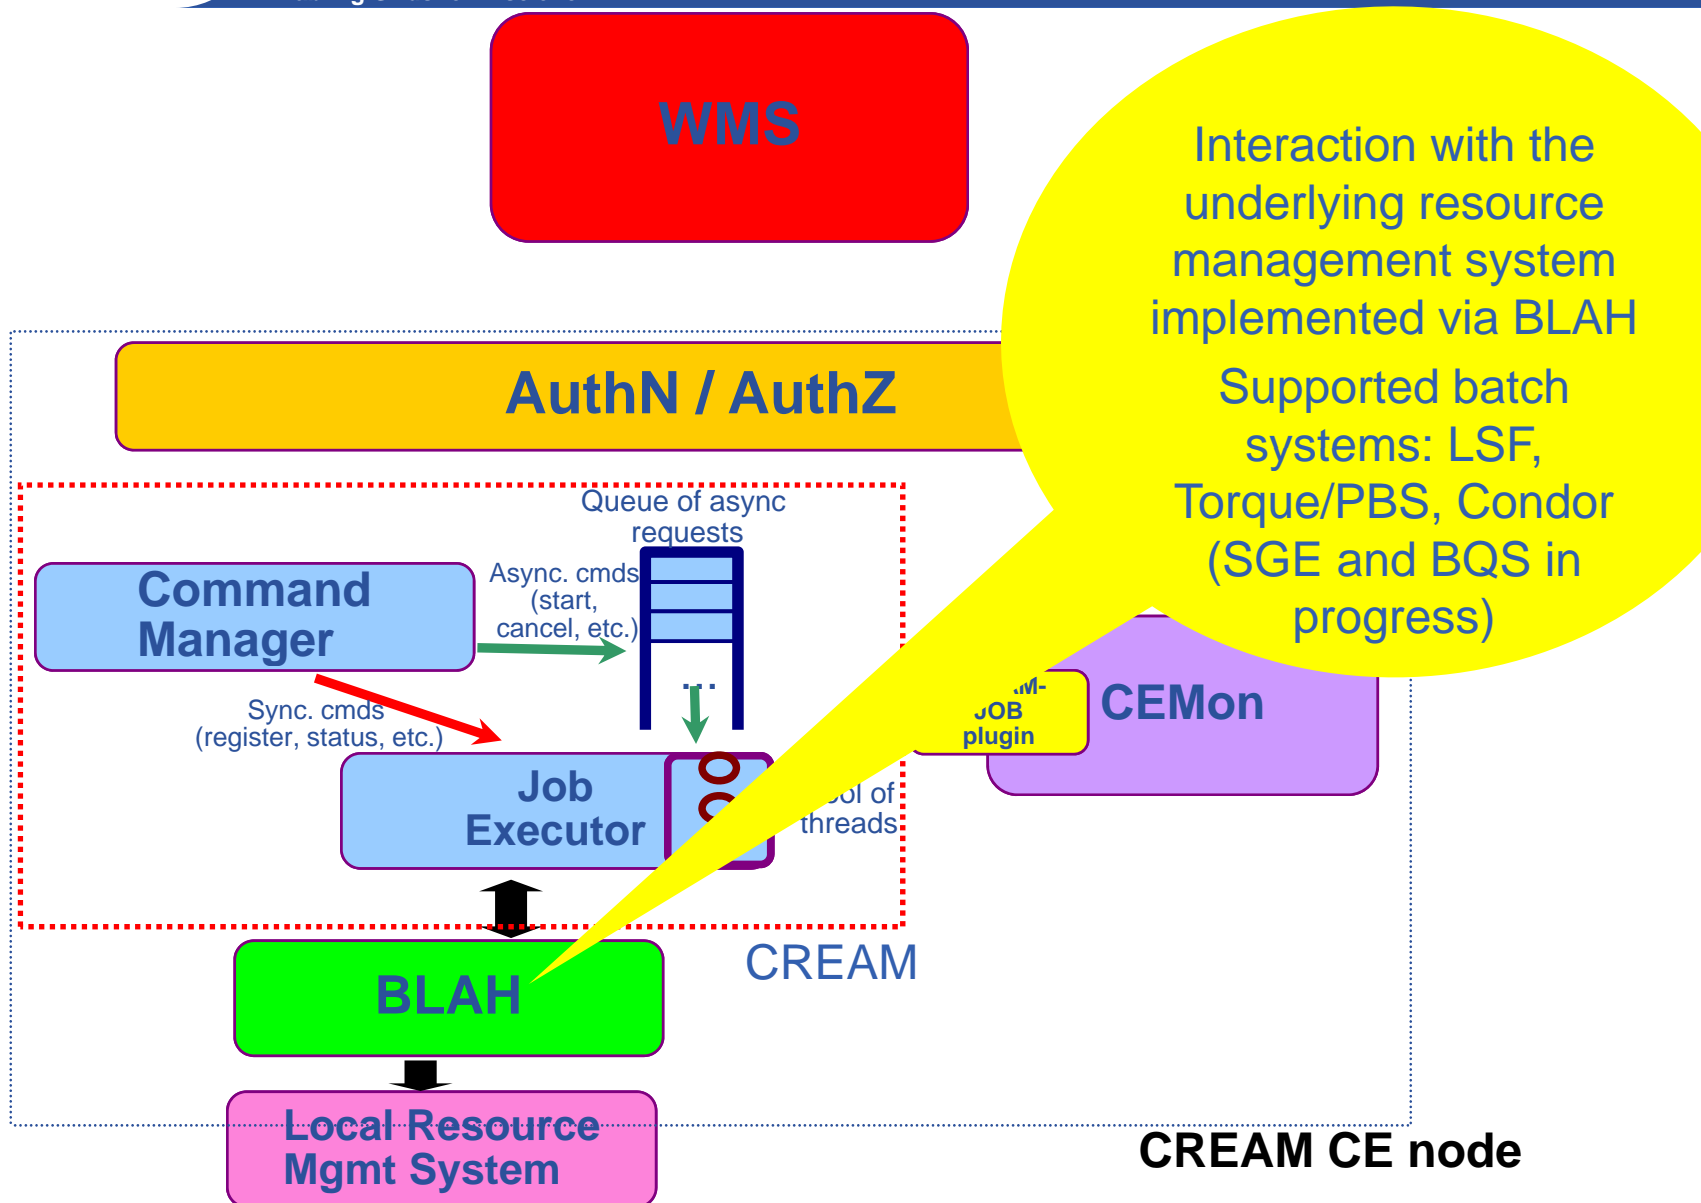 WMS
Interaction with the
underlying resource
management system
implemented via BLAH
Supported batch
systems: LSF,
Torque/PBS, Condor
(SGE and BQS in
progress)
AuthN / AuthZ
Queue of async
requests
Command
Manager
Async. cmds
(start,
cancel, etc.)
...
Sync. cmds
(register, status, etc.)
JOB
plugin
CEMon
Job
Executor
of
threads
CREAM
BLAH
Local Resource
Mgmt System
CREAM CE node